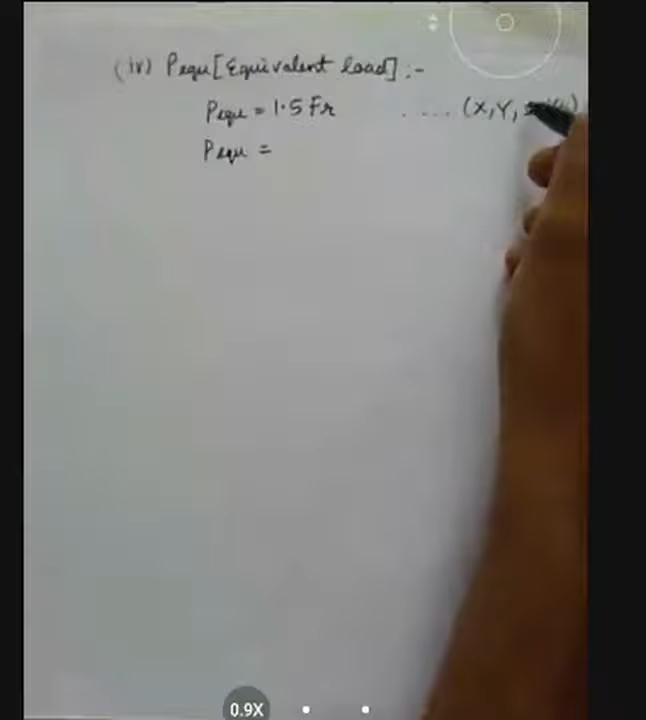 (iv) Pequ [Equivalent load] :-
Pequ = 1.5 Fr .... (X, Y,
Pequ =
0.9X